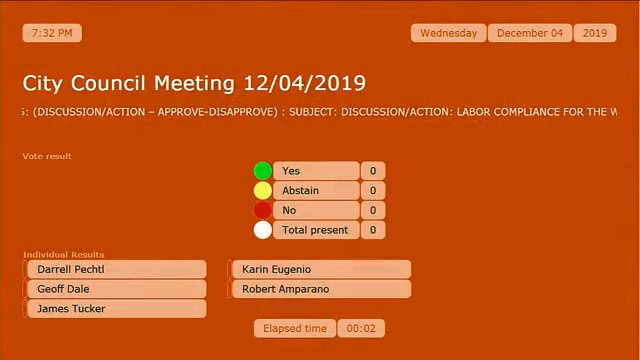 7:32 PM
Wednesday December 04 2019
City Council Meeting 12/04/2019
: (DISCUSSION/ACTION – APPROVE-DISAPPROVE) : SUBJECT: DISCUSSION/ACTION: LABOR COMPLIANCE FOR THE
Vote result
Yes 0
Abstain 0
No 0
Total present 0
Individual Results
Darrell Pechtl
Karin Eugenio
Geoff Dale
Robert Amparano
James Tucker
Elapsed time 00:02